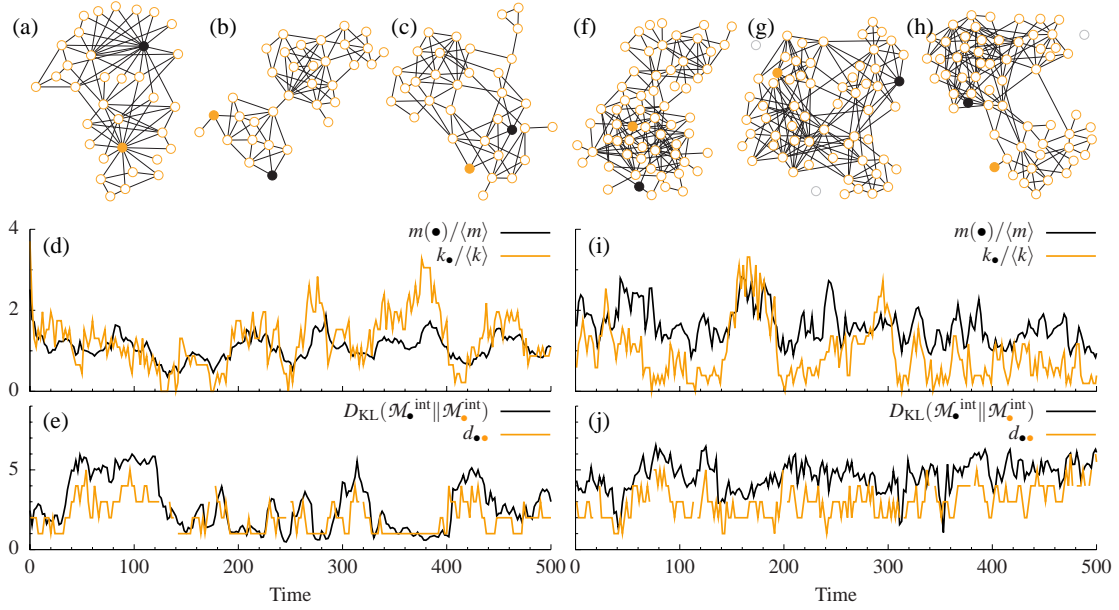 (a) (b) (c) (f) (g) (h)
4
2
0
(d)
m(●)/⟨m⟩
k●/⟨k⟩
(i)
m(●)/⟨m⟩
k●/⟨k⟩
5
0
(e)
D_KL(ℳ●^int‖ℳ●^int)
d●●
(j)
D_KL(ℳ●^int‖ℳ●^int)
d●●
0 100 200 300 400 500
0 100 200 300 400 500
Time
Time